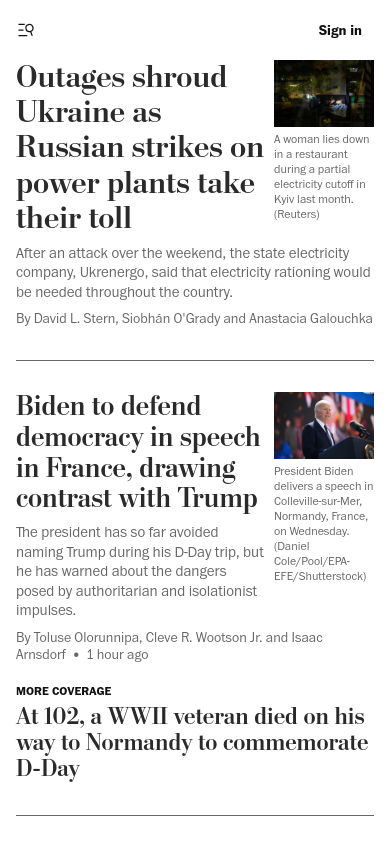 Sign in
Outages shroud
Ukraine as
Russian strikes on
power plants take
their toll
A woman lies down
in a restaurant
during a partial
electricity cutoff in
Kyiv last month.
(Reuters)
After an attack over the weekend, the state electricity
company, Ukrenergo, said that electricity rationing would
be needed throughout the country.
By David L. Stern, Siobhán O'Grady and Anastacia Galouchka
Biden to defend
democracy in speech
in France, drawing
contrast with Trump
President Biden
delivers a speech in
Colleville-sur-Mer,
Normandy, France,
on Wednesday.
(Daniel
Cole/Pool/EPA-
EFE/Shutterstock)
The president has so far avoided
naming Trump during his D-Day trip, but
he has warned about the dangers
posed by authoritarian and isolationist
impulses.
By Toluse Olorunnipa, Cleve R. Wootson Jr. and Isaac
Arnsdorf • 1 hour ago
MORE COVERAGE
At 102, a WWII veteran died on his
way to Normandy to commemorate
D-Day